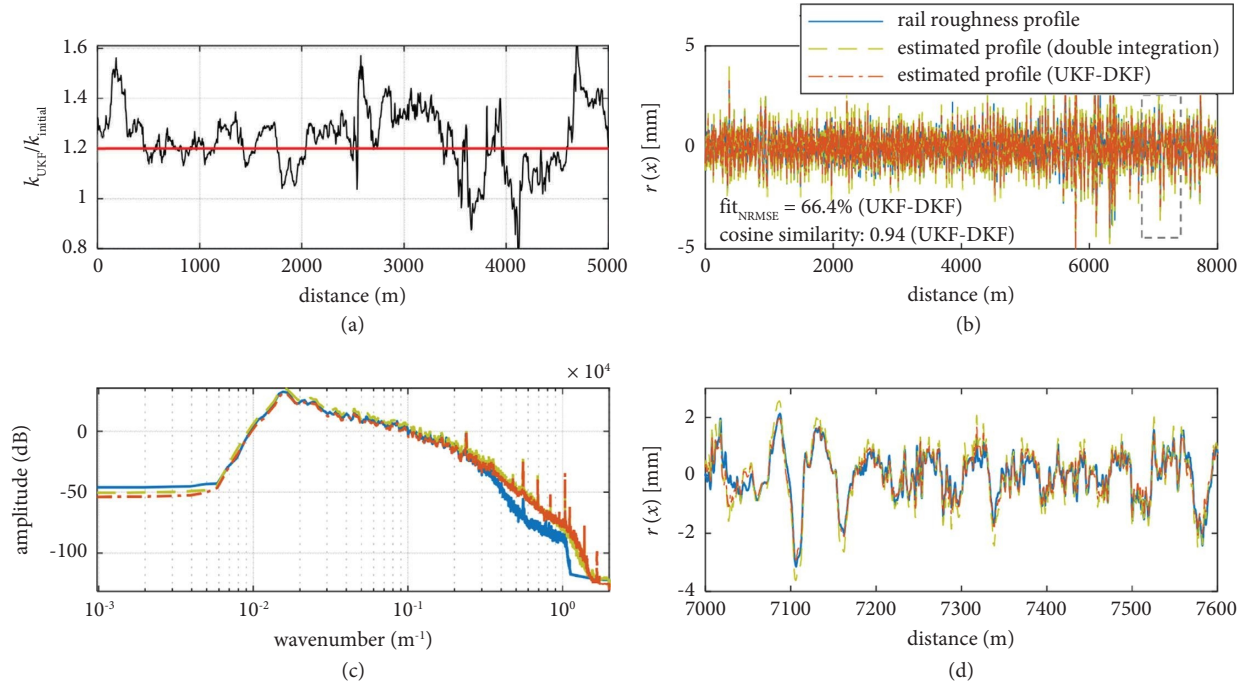 1.6
1.4
1.2
1
0.8
k_UKF/k_initial
0 1000 2000 3000 4000 5000
distance (m)
(a)
rail roughness profile
estimated profile (double integration)
estimated profile (UKF-DKF)
5
0
-5
r (x) [mm]
fit_NRMSE = 66.4% (UKF-DKF)
cosine similarity: 0.94 (UKF-DKF)
0 2000 4000 6000 8000
distance (m)
(b)
× 10⁴
0
-50
-100
amplitude (dB)
10⁻³ 10⁻² 10⁻¹ 10⁰
wavenumber (m⁻¹)
(c)
2
0
-2
-4
r (x) [mm]
7000 7100 7200 7300 7400 7500 7600
distance (m)
(d)